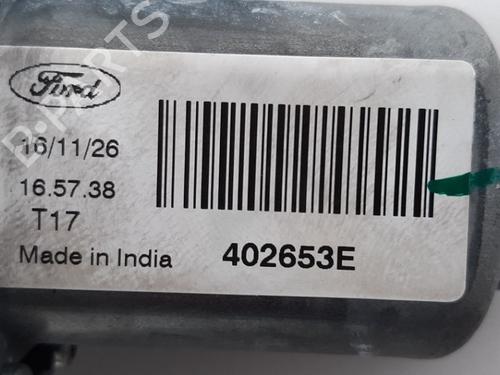 Ford
16/11/26
16.57.38
T17
Made in India
402653E
B-PARTS